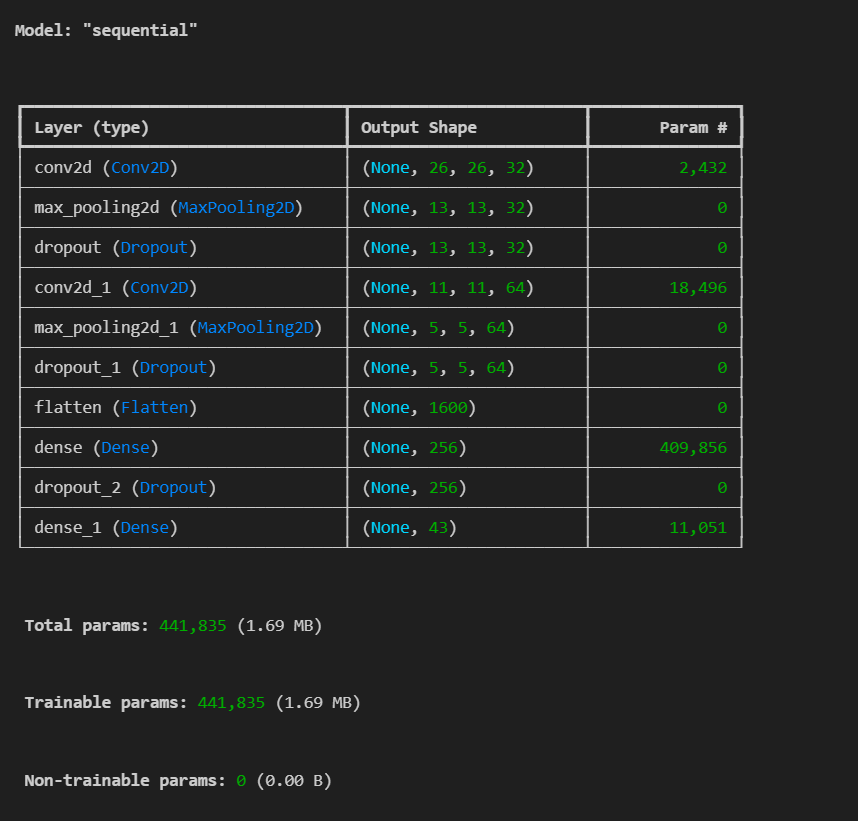 Model: "sequential"
Layer (type) Output Shape Param #
conv2d (Conv2D) (None, 26, 26, 32) 2,432
max_pooling2d (MaxPooling2D) (None, 13, 13, 32) 0
dropout (Dropout) (None, 13, 13, 32) 0
conv2d_1 (Conv2D) (None, 11, 11, 64) 18,496
max_pooling2d_1 (MaxPooling2D) (None, 5, 5, 64) 0
dropout_1 (Dropout) (None, 5, 5, 64) 0
flatten (Flatten) (None, 1600) 0
dense (Dense) (None, 256) 409,856
dropout_2 (Dropout) (None, 256) 0
dense_1 (Dense) (None, 43) 11,051
Total params: 441,835 (1.69 MB)
Trainable params: 441,835 (1.69 MB)
Non-trainable params: 0 (0.00 B)